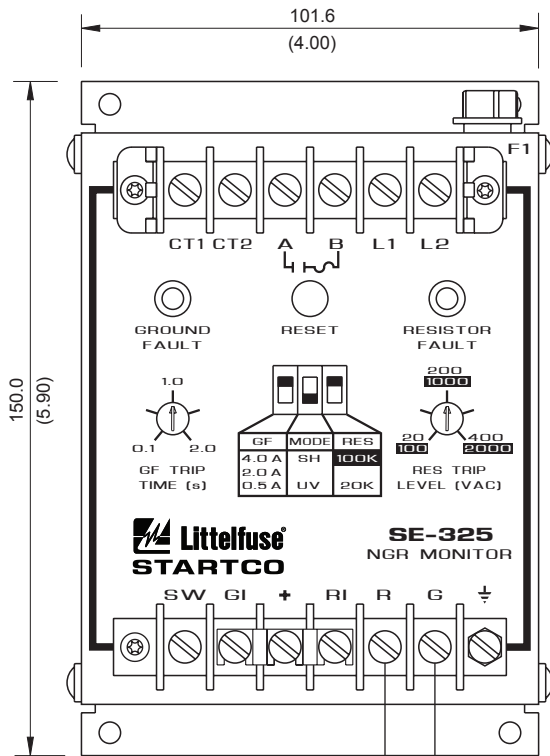 101.6
(4.00)
150.0
(5.90)
F1
CT1 CT2 A B L1 L2
GROUND FAULT
RESET
RESISTOR FAULT
1.0
0.1 2.0
GF TRIP
TIME (s)
GF MODE RES
4.0 A SH 100K
2.0 A
0.5 A UV 20K
200
1000
20 400
100 2000
RES TRIP
LEVEL (VAC)
Littelfuse®
STARTCO
SE-325
NGR MONITOR
SW GI + RI R G ⏚